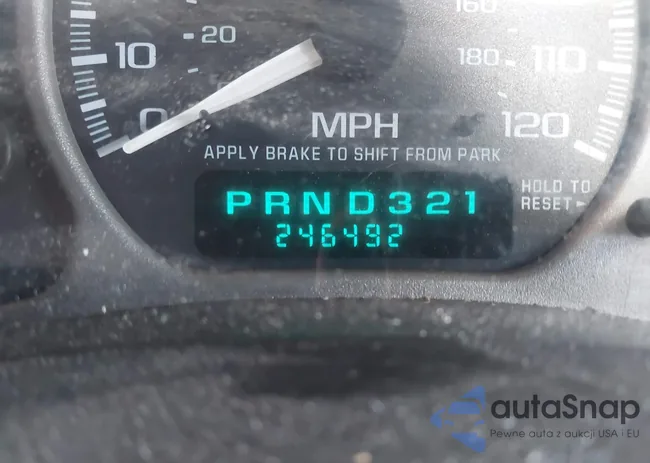 160
20
10
180
110
0
MPH
120
APPLY BRAKE TO SHIFT FROM PARK
HOLD TO
RESET
PRND321
246492
autaSnap
Pewne auta z aukcji USA i EU